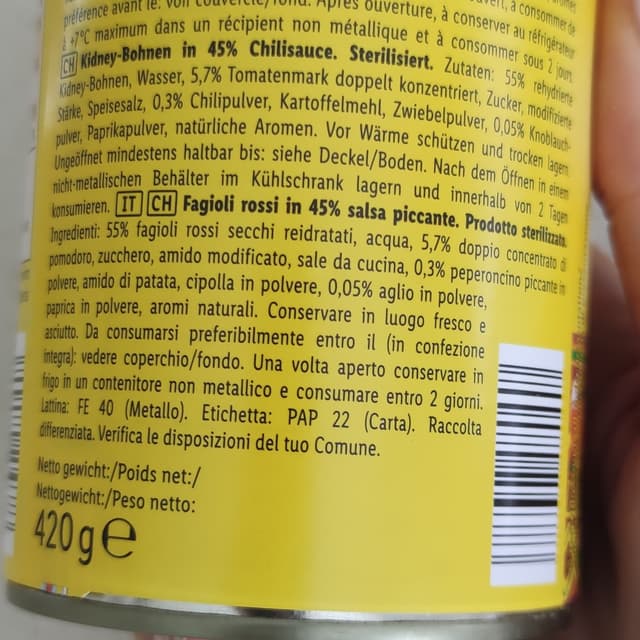 préférence avant le: voir couvercle/fond. Après ouverture, à conserver au réfrigérateur
à +7°C maximum dans un récipient non métallique et à consommer sous 2 jours.
CH Kidney-Bohnen in 45% Chilisauce. Sterilisiert. Zutaten: 55% rehydrierte
Kidney-Bohnen, Wasser, 5,7% Tomatenmark doppelt konzentriert, Zucker, modifizierte
Stärke, Speisesalz, 0,3% Chilipulver, Kartoffelmehl, Zwiebelpulver, 0,05% Knoblauch-
pulver, Paprikapulver, natürliche Aromen. Vor Wärme schützen und trocken lagern.
Ungeöffnet mindestens haltbar bis: siehe Deckel/Boden. Nach dem Öffnen in einem
nicht-metallischen Behälter im Kühlschrank lagern und innerhalb von 2 Tagen
konsumieren. IT CH Fagioli rossi in 45% salsa piccante. Prodotto sterilizzato.
Ingredienti: 55% fagioli rossi secchi reidratati, acqua, 5,7% doppio concentrato di
pomodoro, zucchero, amido modificato, sale da cucina, 0,3% peperoncino piccante in
polvere, amido di patata, cipolla in polvere, 0,05% aglio in polvere,
paprica in polvere, aromi naturali. Conservare in luogo fresco e
asciutto. Da consumarsi preferibilmente entro il (in confezione
integra): vedere coperchio/fondo. Una volta aperto conservare in
frigo in un contenitore non metallico e consumare entro 2 giorni.
Lattina: FE 40 (Metallo). Etichetta: PAP 22 (Carta). Raccolta
differenziata. Verifica le disposizioni del tuo Comune.
Netto gewicht:/Poids net:/
Nettogewicht:/Peso netto:
420 g e